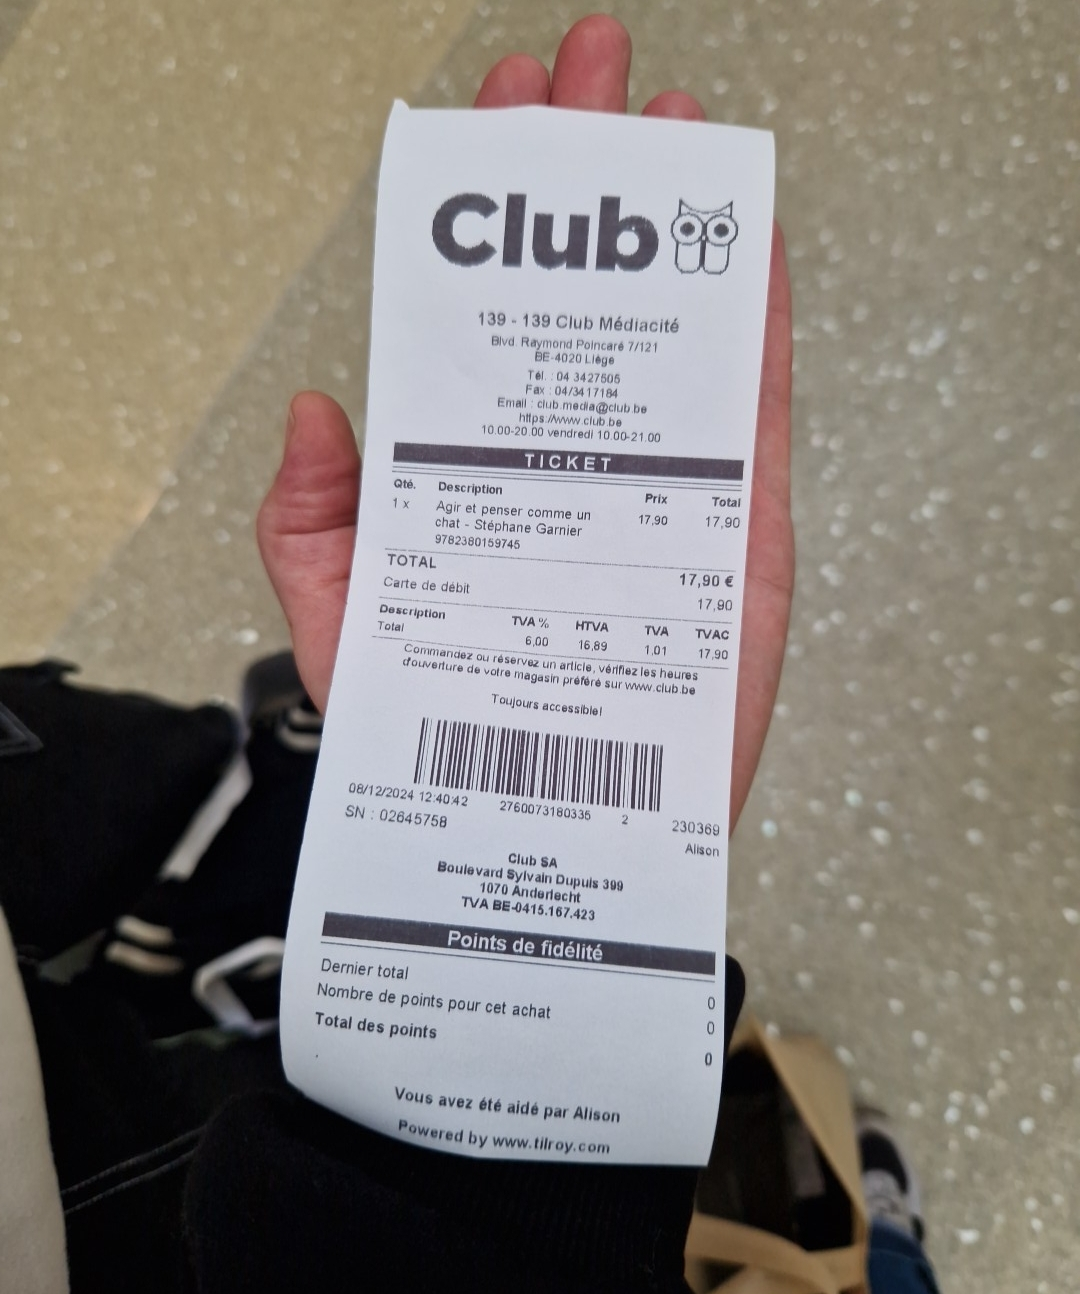 Club
139 - 139 Club Médiacité
Blvd. Raymond Poincaré 7/121
BE-4020 Liège
Tél. : 04 3427505
Fax : 04/3417184
Email : club.media@club.be
https://www.club.be
10.00-20.00 vendredi 10.00-21.00
TICKET
Qté. Description Prix Total
1 x Agir et penser comme un 17,90 17,90
chat - Stéphane Garnier
9782380159745
TOTAL 17,90 €
Carte de débit 17,90
Description TVA % HTVA TVA TVAC
Total 6,00 16,89 1,01 17,90
Commandez ou réservez un article, vérifiez les heures
d'ouverture de votre magasin préféré sur www.club.be
Toujours accessible!
08/12/2024 12:40:42 2760073180335 2 230369
SN : 02645758 Alison
Club SA
Boulevard Sylvain Dupuis 399
1070 Anderlecht
TVA BE-0415.167.423
Points de fidélité
Dernier total 0
Nombre de points pour cet achat 0
Total des points 0
Vous avez été aidé par Alison
Powered by www.tilroy.com